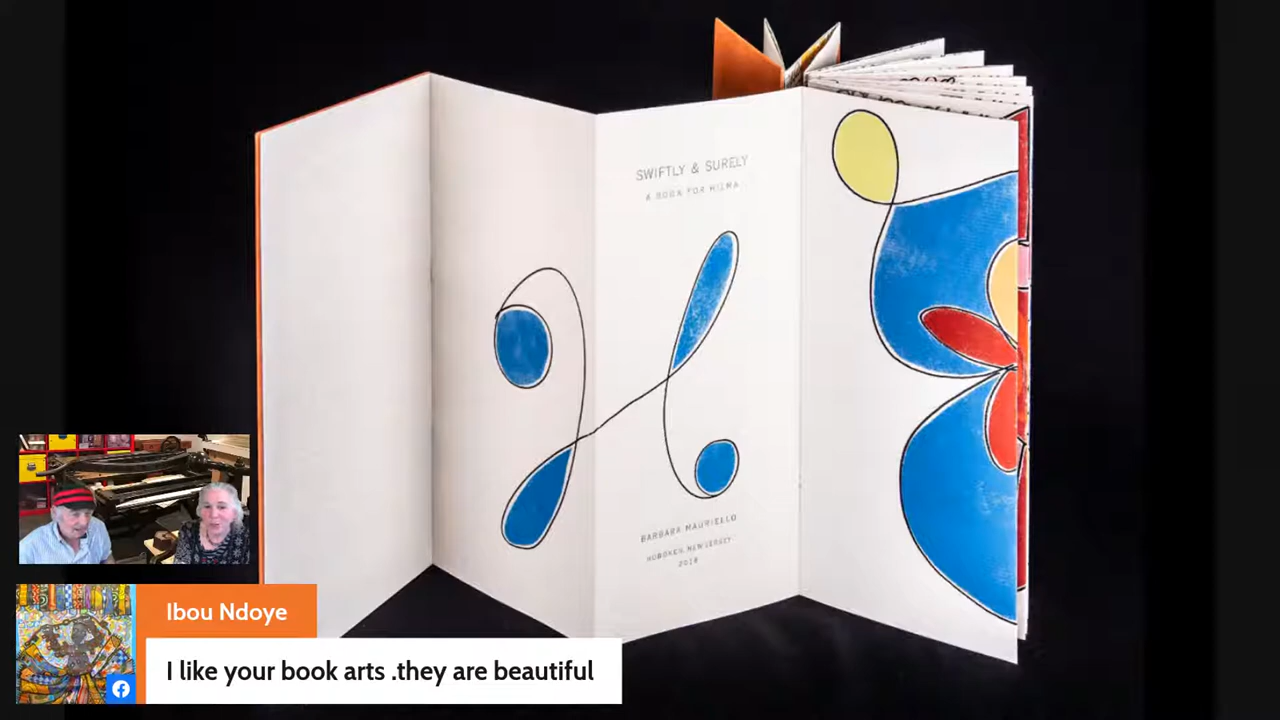 SWIFTLY & SURELY
A BOOK FOR HILMA
BARBARA MAURIELLO
HOBOKEN, NEW JERSEY
2018
Ibou Ndoye
I like your book arts .they are beautiful